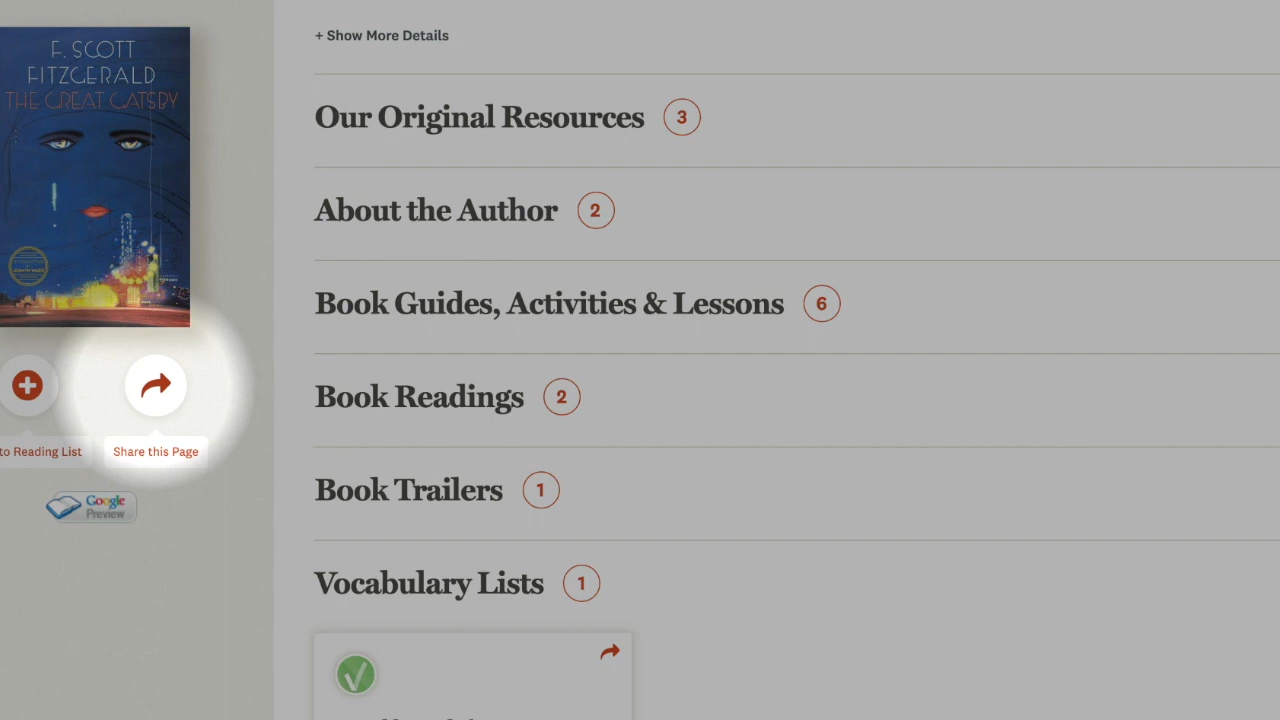 F. SCOTT
FITZGERALD
THE GREAT GATSBY
to Reading List
Share this Page
Google
Preview
+ Show More Details
Our Original Resources 3
About the Author 2
Book Guides, Activities & Lessons 6
Book Readings 2
Book Trailers 1
Vocabulary Lists 1